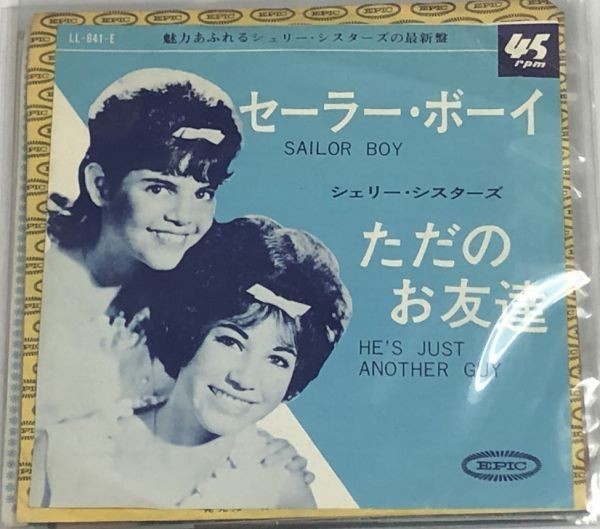 LL-641-E
魅力あふれるシェリー・シスターズの最新盤
45
rpm
セーラー・ボーイ
SAILOR BOY
シェリー・シスターズ
ただの
お友達
HE'S JUST
ANOTHER GUY
EPIC